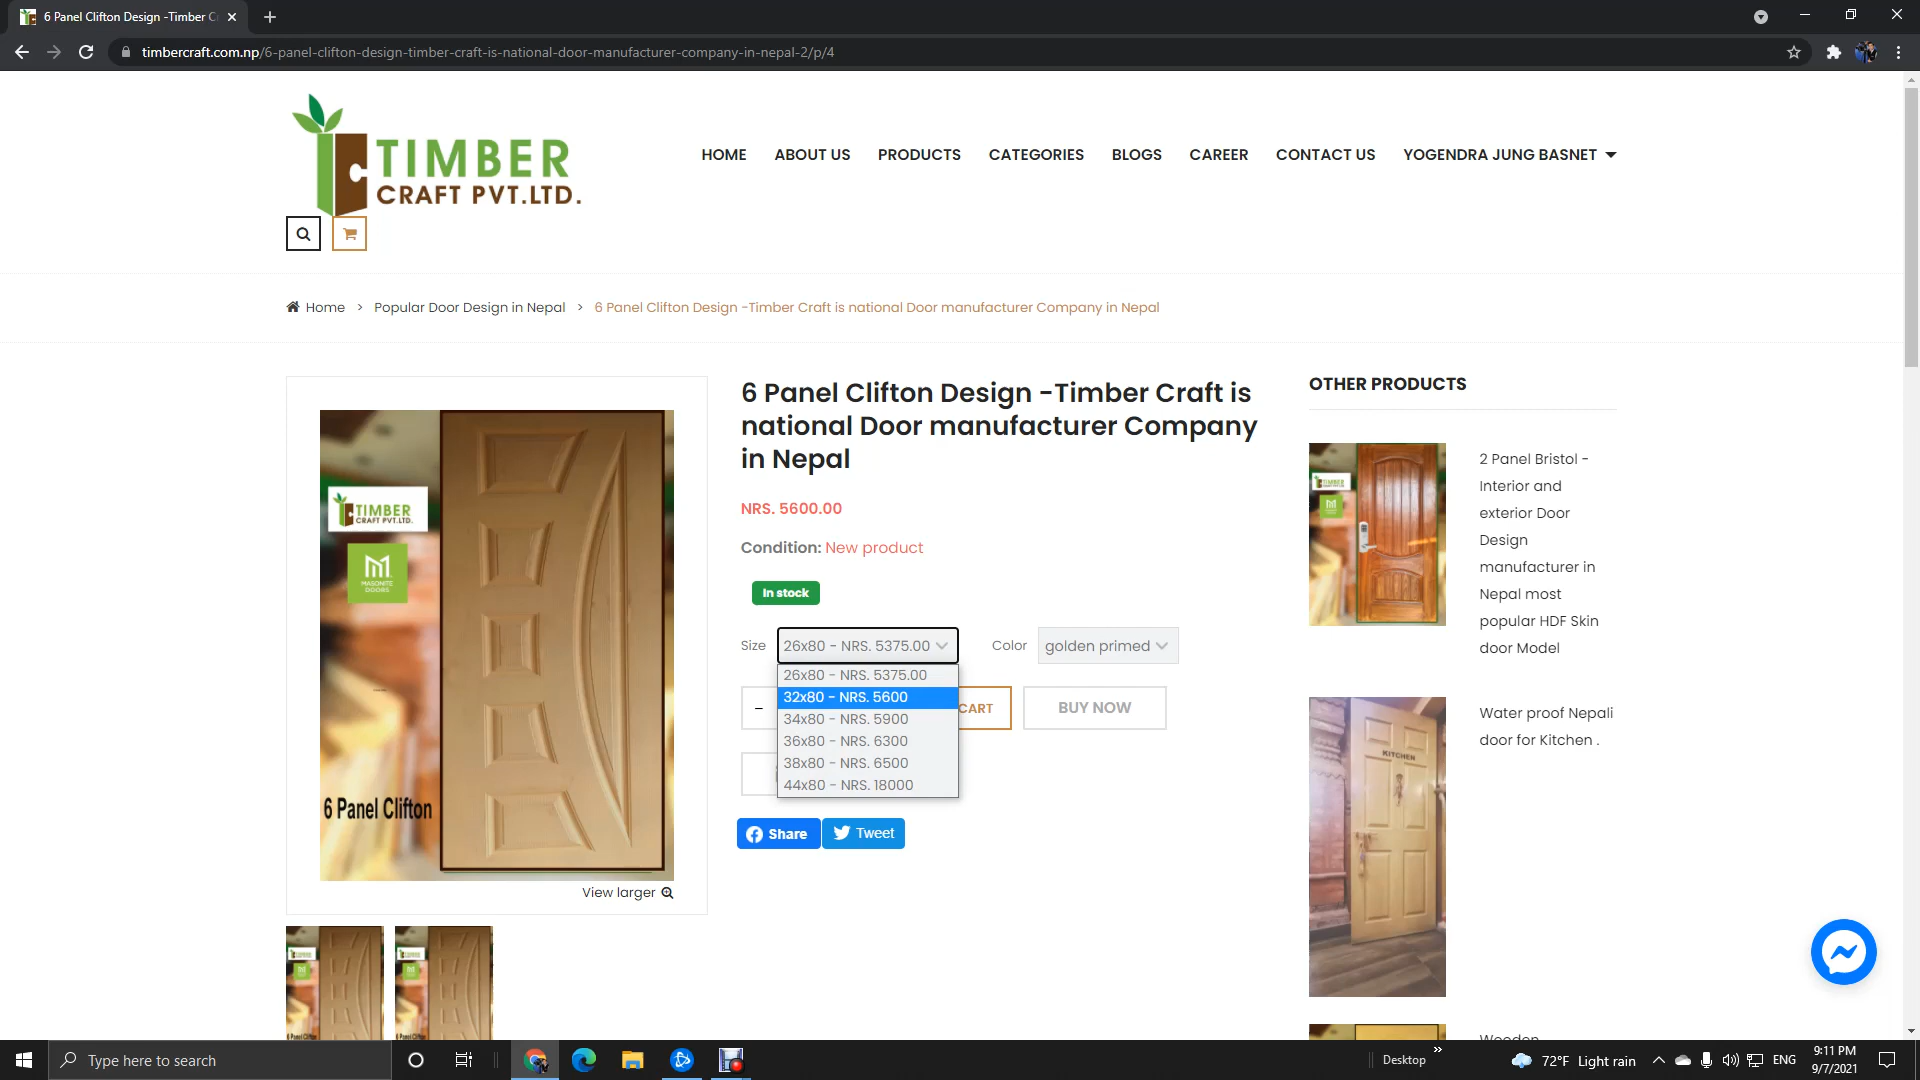 6 Panel Clifton Design -Timber C
timbercraft.com.np/6-panel-clifton-design-timber-craft-is-national-door-manufacturer-company-in-nepal-2/p/4
TIMBER
CRAFT PVT.LTD.
HOME
ABOUT US
PRODUCTS
CATEGORIES
BLOGS
CAREER
CONTACT US
YOGENDRA JUNG BASNET
Home > Popular Door Design in Nepal > 6 Panel Clifton Design -Timber Craft is national Door manufacturer Company in Nepal
TIMBER
CRAFT PVT.LTD.
MASONITE
DOORS
6 Panel Clifton
View larger
6 Panel Clifton Design -Timber Craft is
national Door manufacturer Company
in Nepal
NRS. 5600.00
Condition: New product
In stock
Size
26x80 - NRS. 5375.00
Color
golden primed
26x80 - NRS. 5375.00
32x80 - NRS. 5600
34x80 - NRS. 5900
36x80 - NRS. 6300
38x80 - NRS. 6500
44x80 - NRS. 18000
-
CART
BUY NOW
Share
Tweet
OTHER PRODUCTS
2 Panel Bristol -
Interior and
exterior Door
Design
manufacturer in
Nepal most
popular HDF Skin
door Model
KITCHEN
Water proof Nepali
door for Kitchen .
Wooden
Type here to search
Desktop
72°F Light rain
ENG
9:11 PM
9/7/2021